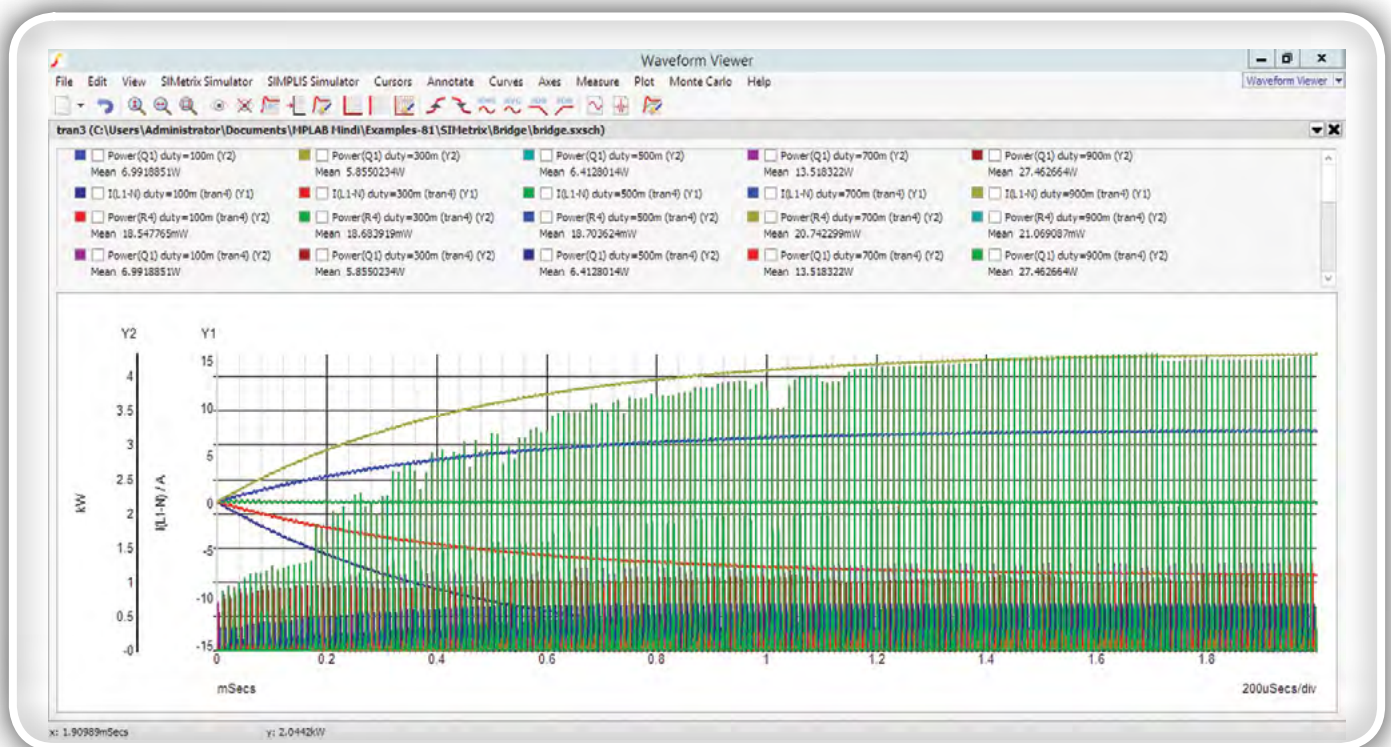 Waveform Viewer
File Edit View SIMetrix Simulator SIMPLIS Simulator Cursors Annotate Curves Axes Measure Plot Monte Carlo Help
Waveform Viewer
tran3 (C:\Users\Administrator\Documents\MPLAB Mindi\Examples-81\SIMetrix\Bridge\bridge.sxsch)
Power(Q1) duty=100m (Y2) Power(Q1) duty=300m (Y2) Power(Q1) duty=500m (Y2) Power(Q1) duty=700m (Y2) Power(Q1) duty=900m (Y2)
Mean 6.9918851W Mean 5.8550234W Mean 6.4128014W Mean 13.518322W Mean 27.462664W
I(L1-N) duty=100m (tran4) (Y1) I(L1-N) duty=300m (tran4) (Y1) I(L1-N) duty=500m (tran4) (Y1) I(L1-N) duty=700m (tran4) (Y1) I(L1-N) duty=900m (tran4) (Y1)
Power(R4) duty=100m (tran4) (Y2) Power(R4) duty=300m (tran4) (Y2) Power(R4) duty=500m (tran4) (Y2) Power(R4) duty=700m (tran4) (Y2) Power(R4) duty=900m (tran4) (Y2)
Mean 18.547765mW Mean 18.683919mW Mean 18.703624mW Mean 20.742299mW Mean 21.069087mW
Power(Q1) duty=100m (tran4) (Y2) Power(Q1) duty=300m (tran4) (Y2) Power(Q1) duty=500m (tran4) (Y2) Power(Q1) duty=700m (tran4) (Y2) Power(Q1) duty=900m (tran4) (Y2)
Mean 6.9918851W Mean 5.8550234W Mean 6.4128014W Mean 13.518322W Mean 27.462664W
Y2 Y1
kW
4
3.5
3
2.5
2
1.5
1
0.5
-0
I(L1-N) / A
15
10
5
0
-5
-10
-15
0 0.2 0.4 0.6 0.8 1 1.2 1.4 1.6 1.8
mSecs 200uSecs/div
x: 1.90989mSecs y: 2.0442kW